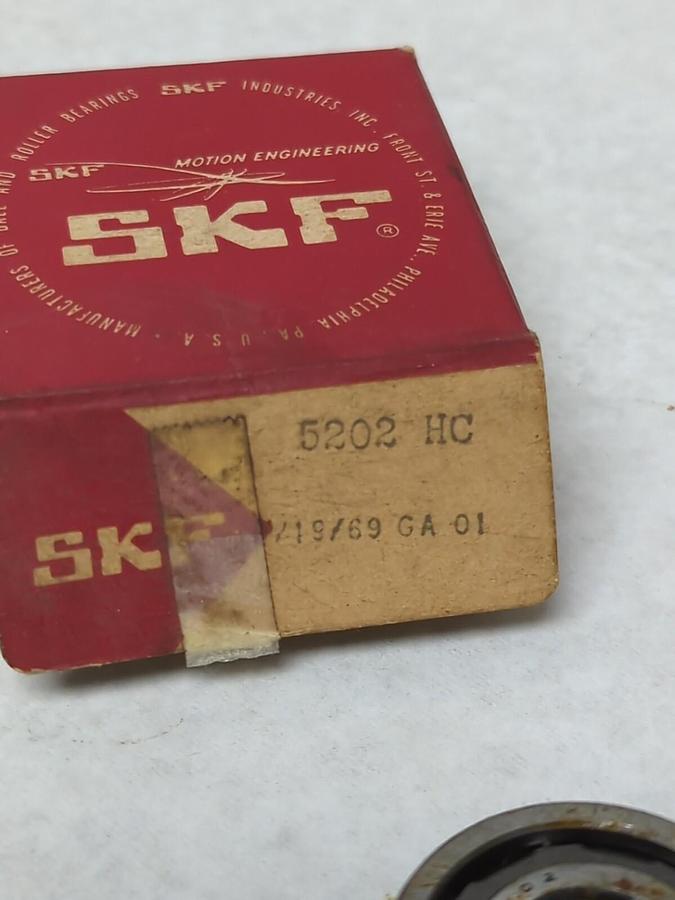 SKF INDUSTRIES, INC. FRONT ST. & ERIE AVE., PHILADELPHIA, PA., U.S.A. • MANUFACTURERS OF BALL AND ROLLER BEARINGS
SKF
MOTION ENGINEERING
SKF®
5202 HC
/19/69 GA 01
SKF
02